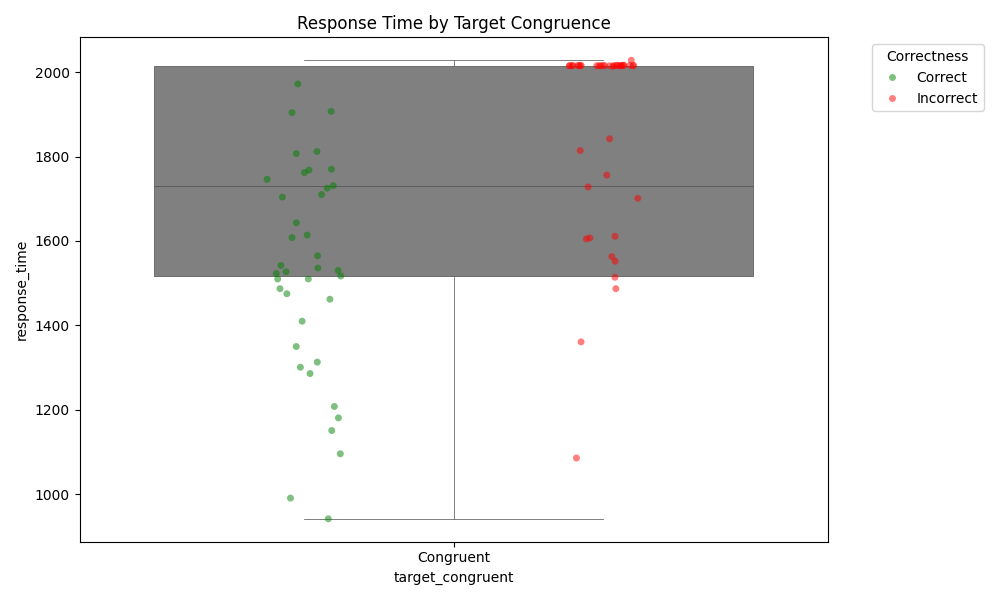 Response Time by Target Congruence
Correctness
Correct
Incorrect
response_time
2000
1800
1600
1400
1200
1000
Congruent
target_congruent